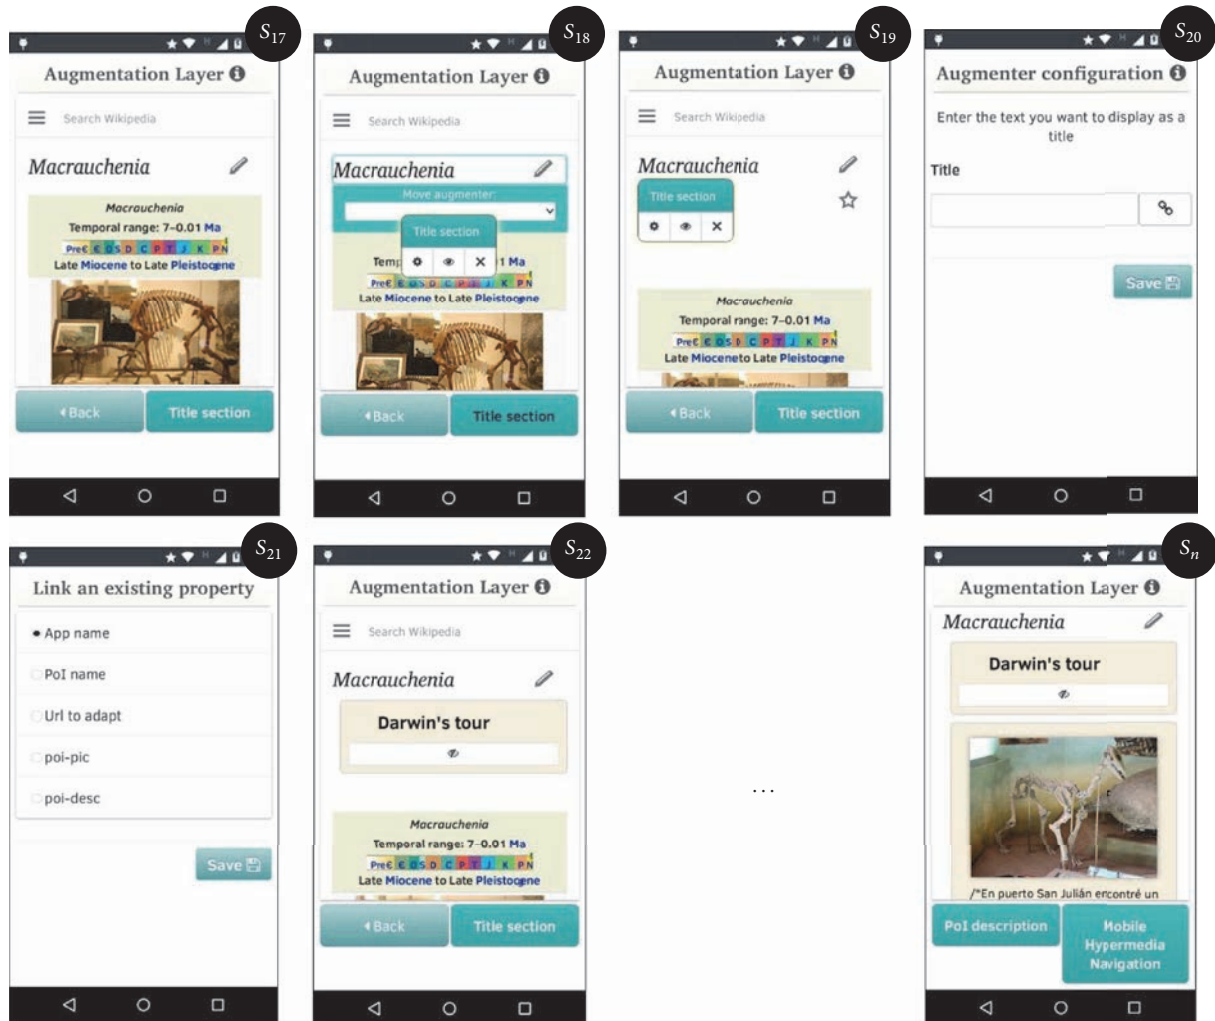 S17
Augmentation Layer
Search Wikipedia
Macrauchenia
Macrauchenia
Temporal range: 7–0.01 Ma
PreЄ Є O S D C P T J K P N
Late Miocene to Late Pleistocene
Back
Title section
S18
Augmentation Layer
Search Wikipedia
Macrauchenia
Move augmenter:
Title section
Temp 1 Ma
PreЄ Є O S D C P T J K P N
Late Miocene to Late Pleistocene
Back
Title section
S19
Augmentation Layer
Search Wikipedia
Macrauchenia
Title section
Macrauchenia
Temporal range: 7–0.01 Ma
PreЄ Є O S D C P T J K P N
Late Miocene to Late Pleistocene
Back
Title section
S20
Augmenter configuration
Enter the text you want to display as a
title
Title
Save
S21
Link an existing property
App name
PoI name
Url to adapt
poi-pic
poi-desc
Save
S22
Augmentation Layer
Search Wikipedia
Macrauchenia
Darwin's tour
Macrauchenia
Temporal range: 7–0.01 Ma
PreЄ Є O S D C P T J K P N
Late Miocene to Late Pleistocene
Back
Title section
...
Sn
Augmentation Layer
Macrauchenia
Darwin's tour
/*En puerto San Julián encontré un
PoI description
Mobile
Hypermedia
Navigation